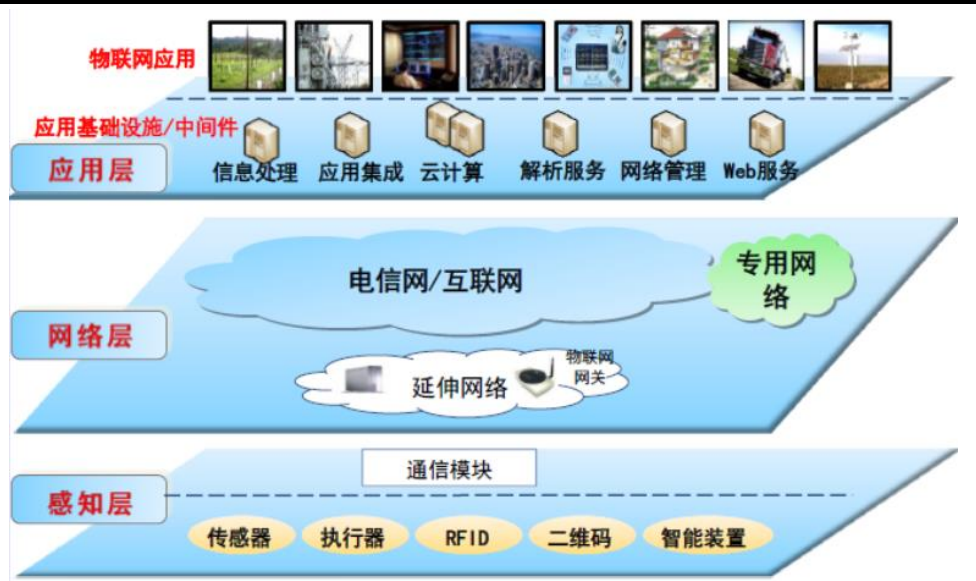 物联网应用
应用基础设施/中间件
应用层
信息处理 应用集成 云计算 解析服务 网络管理 Web服务
电信网/互联网
专用网
络
网络层
延伸网络
物联网
网关
通信模块
感知层
传感器 执行器 RFID 二维码 智能装置